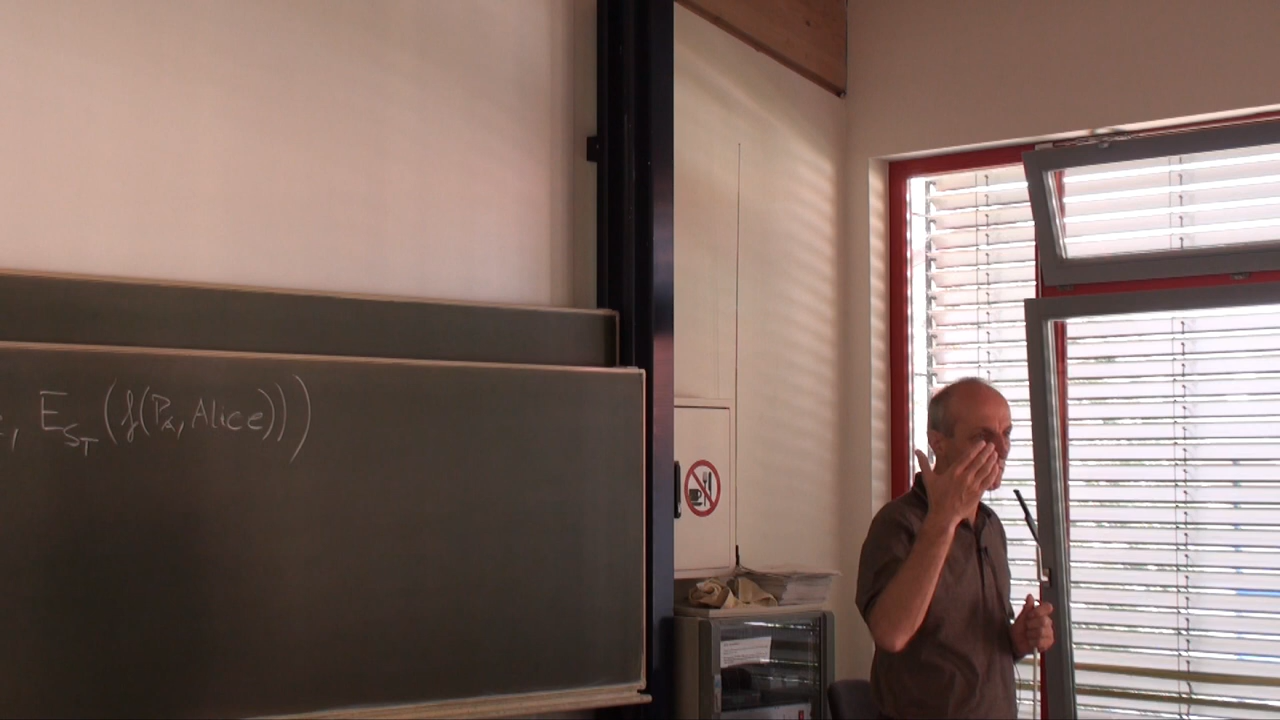 , E_{S_T}(f(P_A, Alice)))